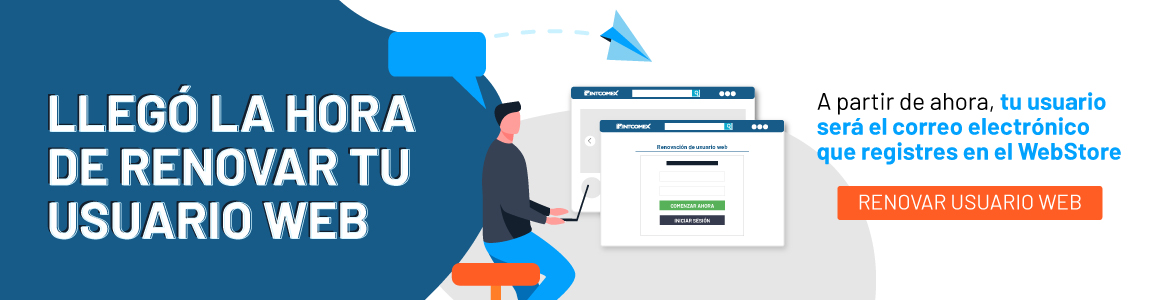 LLEGÓ LA HORA
DE RENOVAR TU
USUARIO WEB
INTCOMEX
INTCOMEX
Renovación de usuario web
COMENZAR AHORA
INICIAR SESIÓN
A partir de ahora, tu usuario
será el correo electrónico
que registres en el WebStore
RENOVAR USUARIO WEB